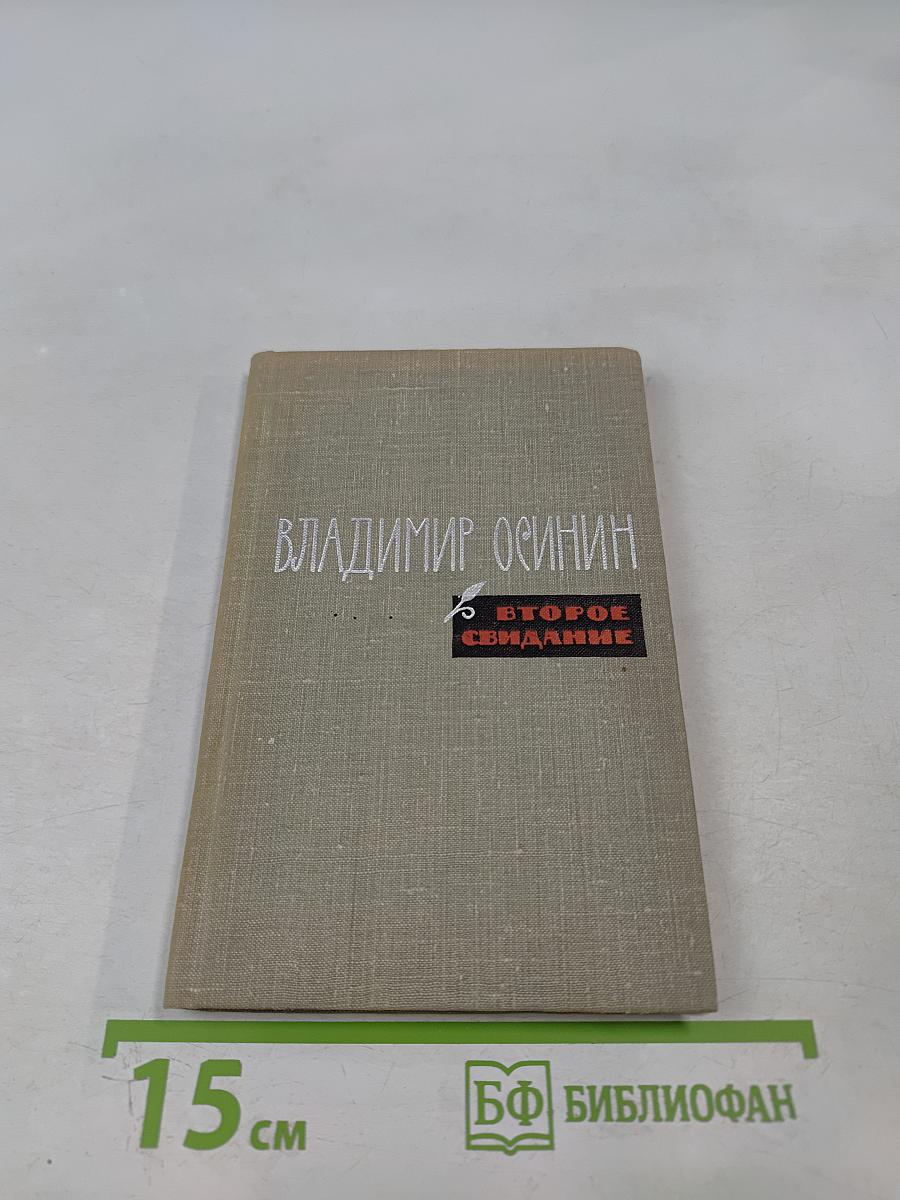 ВЛАДИМИР ОСИНИН
ВТОРОЕ
СВИДАНИЕ
15 см
БФ БИБЛИОФАН